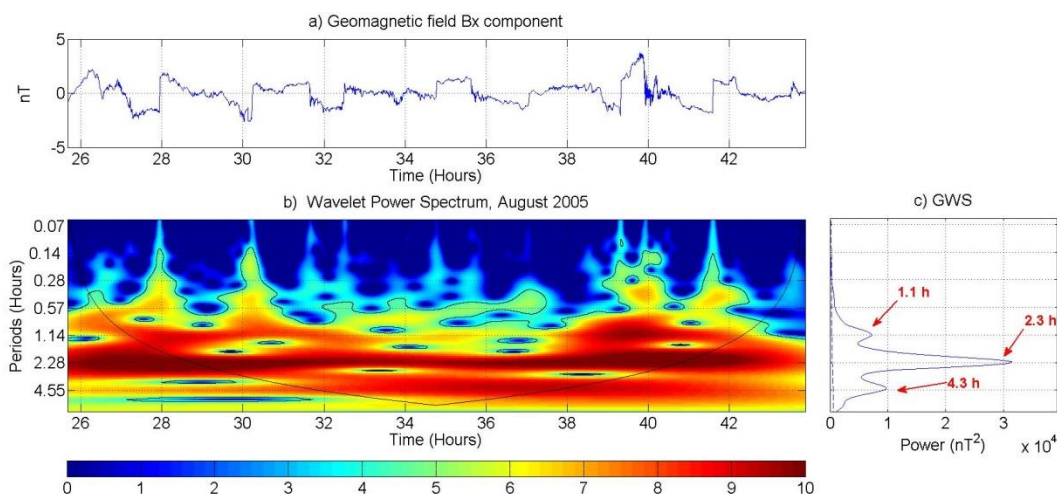 a) Geomagnetic field Bx component
5
0
-5
nT
26 28 30 32 34 36 38 40 42
Time (Hours)
b) Wavelet Power Spectrum, August 2005
0.07
0.14
0.28
0.57
1.14
2.28
4.55
Periods (Hours)
26 28 30 32 34 36 38 40 42
Time (Hours)
c) GWS
1.1 h
2.3 h
4.3 h
0 1 2 3 4
Power (nT²) x 10⁴
0 1 2 3 4 5 6 7 8 9 10